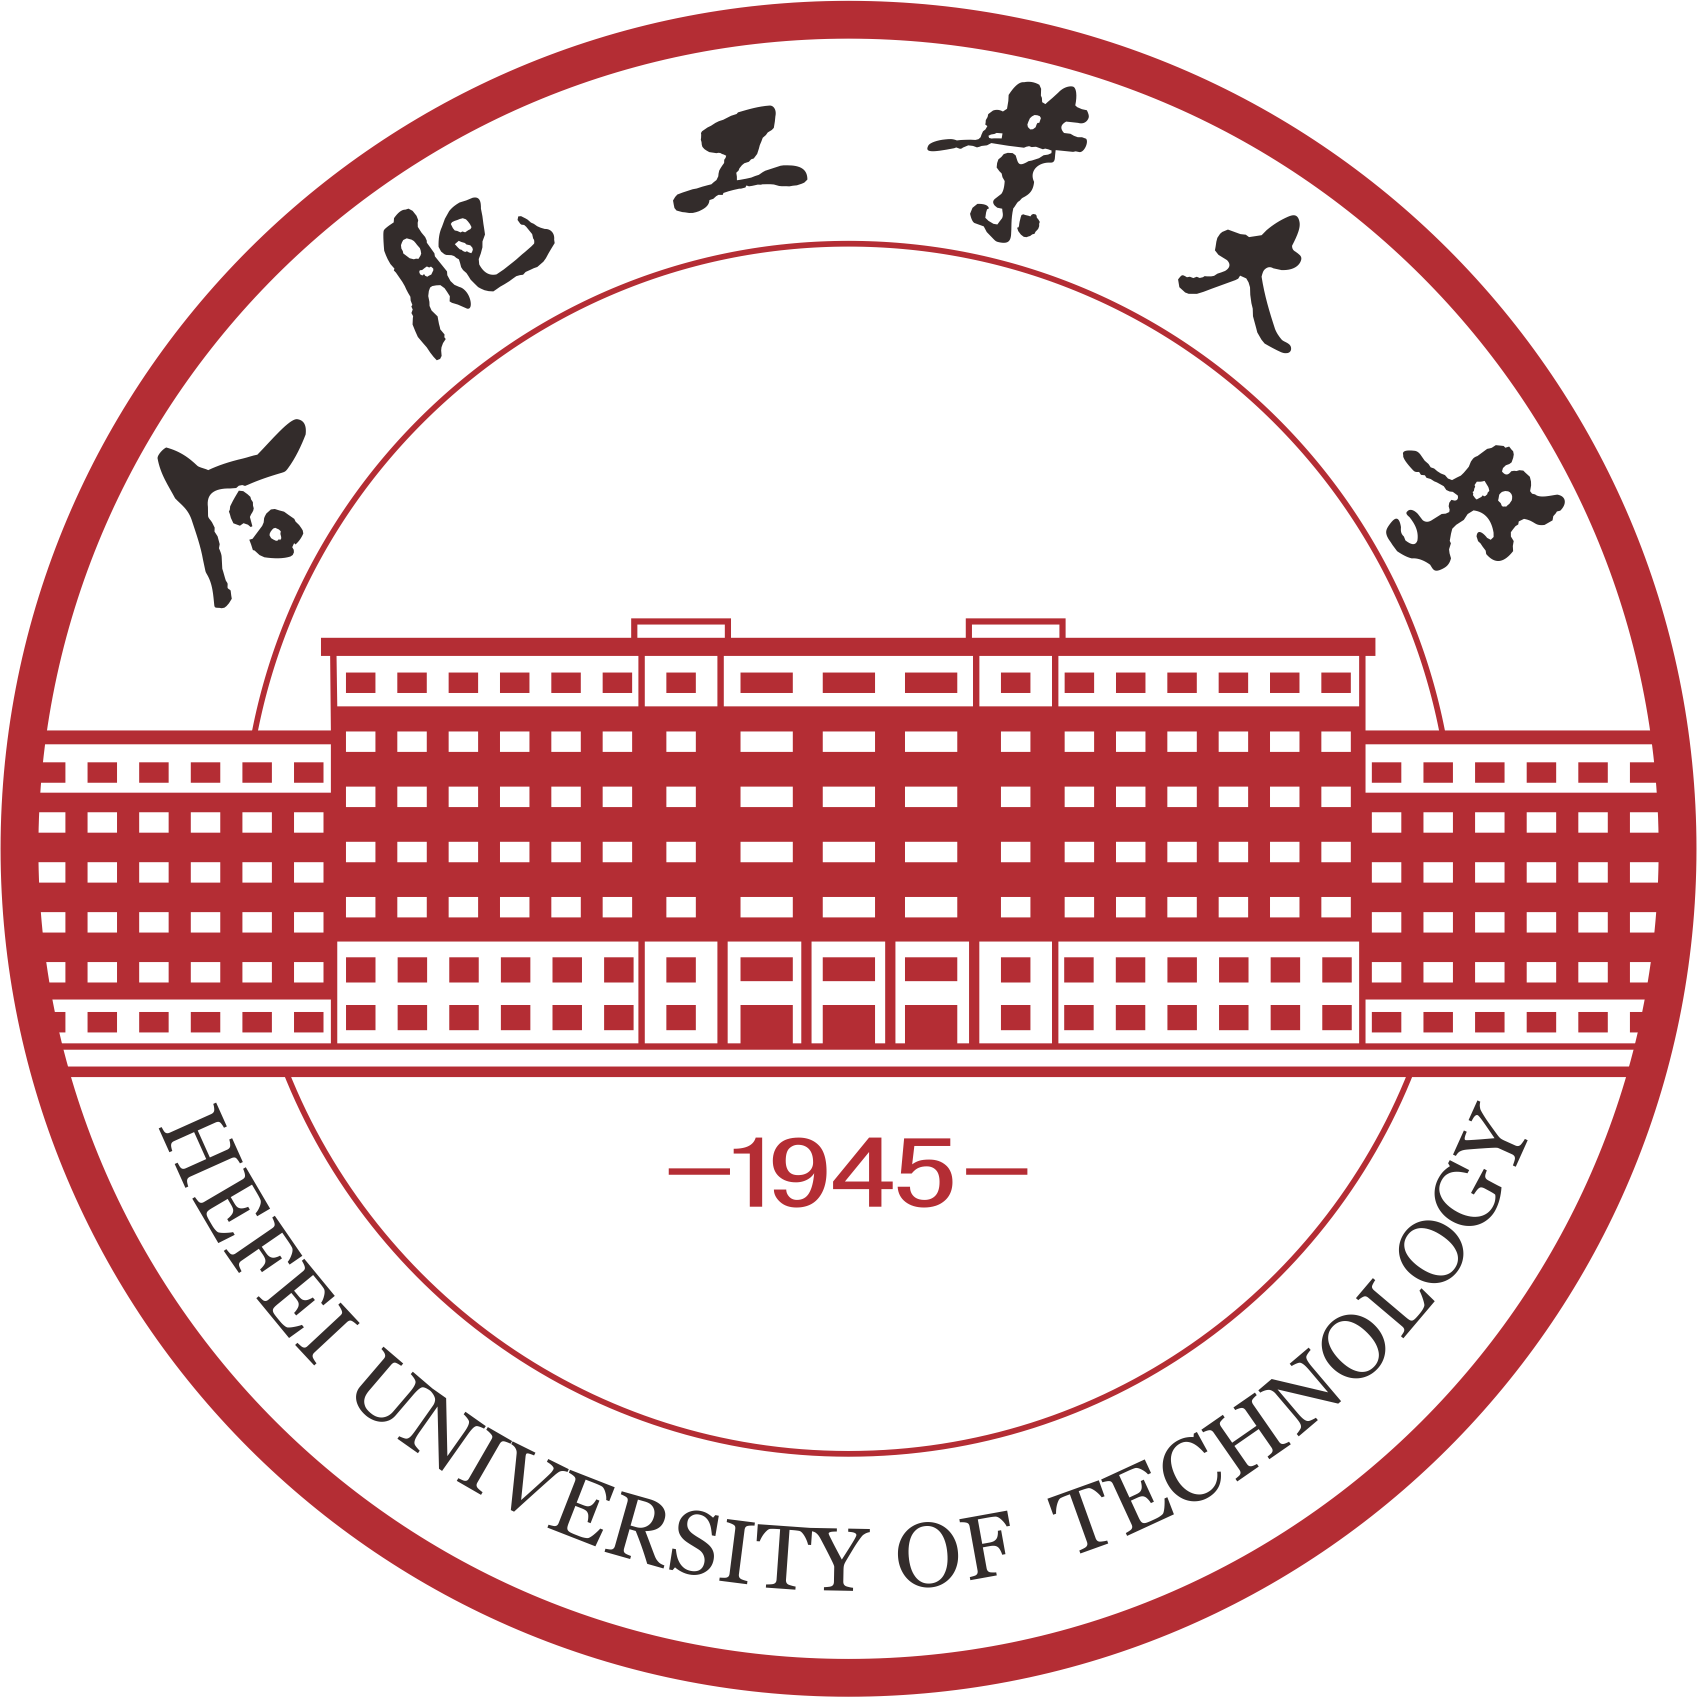 合肥工业大学
1945
HEFEI UNIVERSITY OF TECHNOLOGY